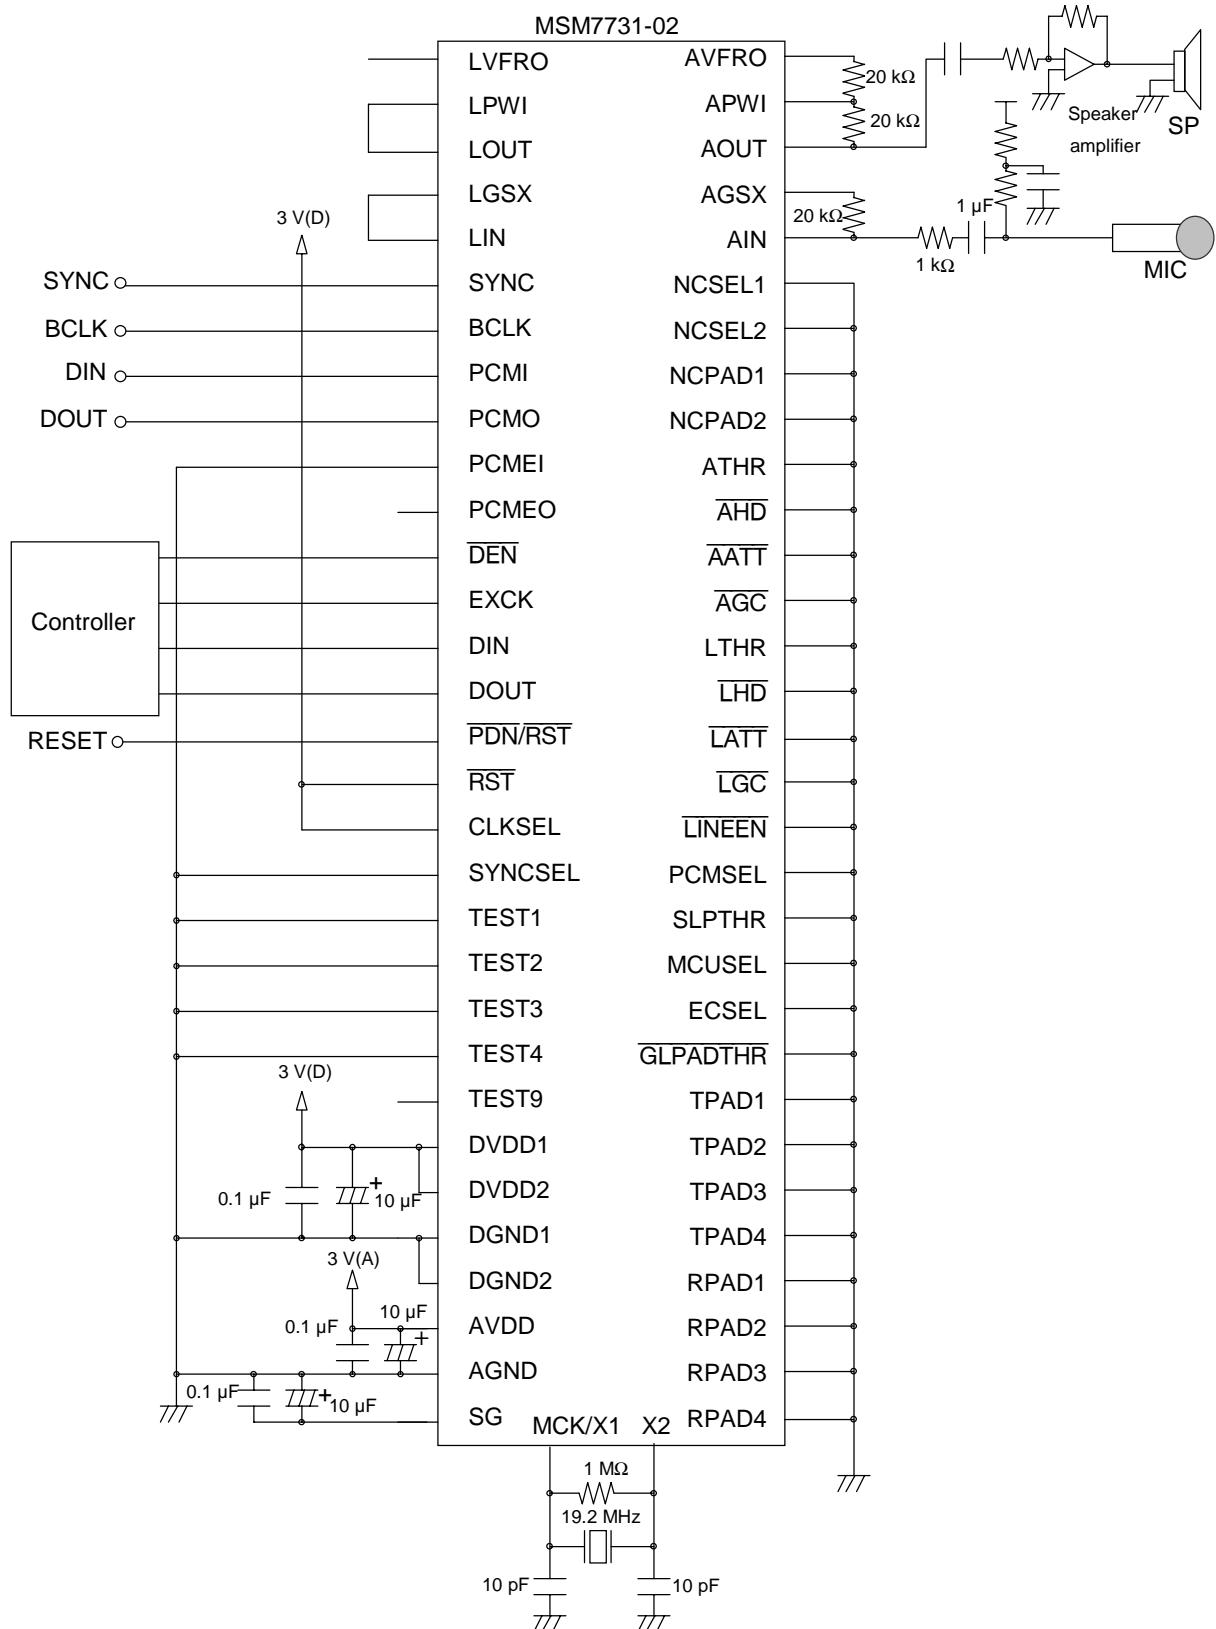 MSM7731-02
LVFRO
LPWI
LOUT
LGSX
LIN
SYNC
BCLK
PCMI
PCMO
PCMEI
PCMEO
DEN
EXCK
DIN
DOUT
PDN/RST
RST
CLKSEL
SYNCSEL
TEST1
TEST2
TEST3
TEST4
TEST9
DVDD1
DVDD2
DGND1
DGND2
AVDD
AGND
SG
MCK/X1
X2
AVFRO
APWI
AOUT
AGSX
AIN
NCSEL1
NCSEL2
NCPAD1
NCPAD2
ATHR
AHD
AATT
AGC
LTHR
LHD
LATT
LGC
LINEEN
PCMSEL
SLPTHR
MCUSEL
ECSEL
GLPADTHR
TPAD1
TPAD2
TPAD3
TPAD4
RPAD1
RPAD2
RPAD3
RPAD4
20 kΩ
20 kΩ
Speaker
amplifier
SP
20 kΩ
1 µF
1 kΩ
MIC
3 V(D)
SYNC
BCLK
DIN
DOUT
Controller
RESET
3 V(D)
0.1 µF
+
10 µF
3 V(A)
0.1 µF
10 µF
+
0.1 µF
+
10 µF
1 MΩ
19.2 MHz
10 pF
10 pF